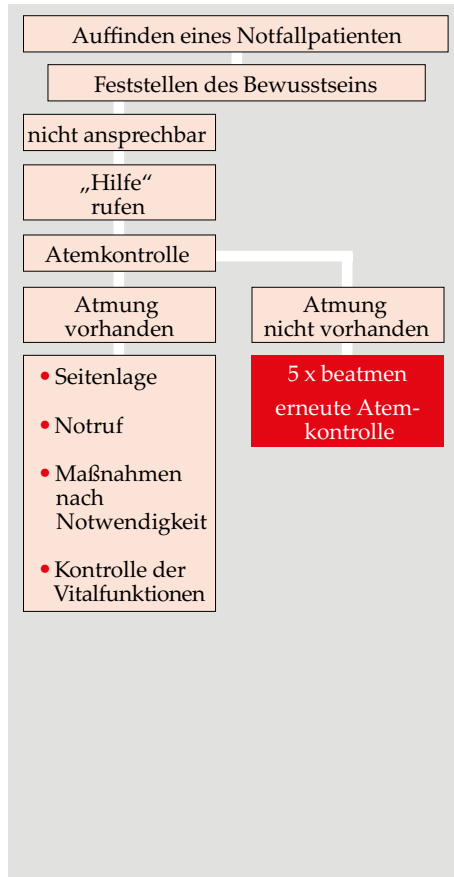 Auffinden eines Notfallpatienten
Feststellen des Bewusstseins
nicht ansprechbar
„Hilfe“
rufen
Atemkontrolle
Atmung
vorhanden
• Seitenlage
• Notruf
• Maßnahmen
nach
Notwendigkeit
• Kontrolle der
Vitalfunktionen
Atmung
nicht vorhanden
5 x beatmen
erneute Atem-
kontrolle